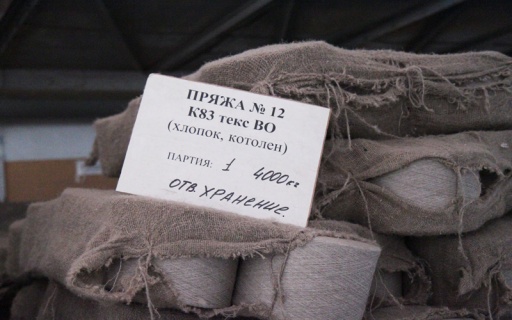 ПРЯЖА № 12
К83 текс ВО
(хлопок, котолен)
ПАРТИЯ: 1 4000кг
ОТВ. ХРАНЕНИЕ.